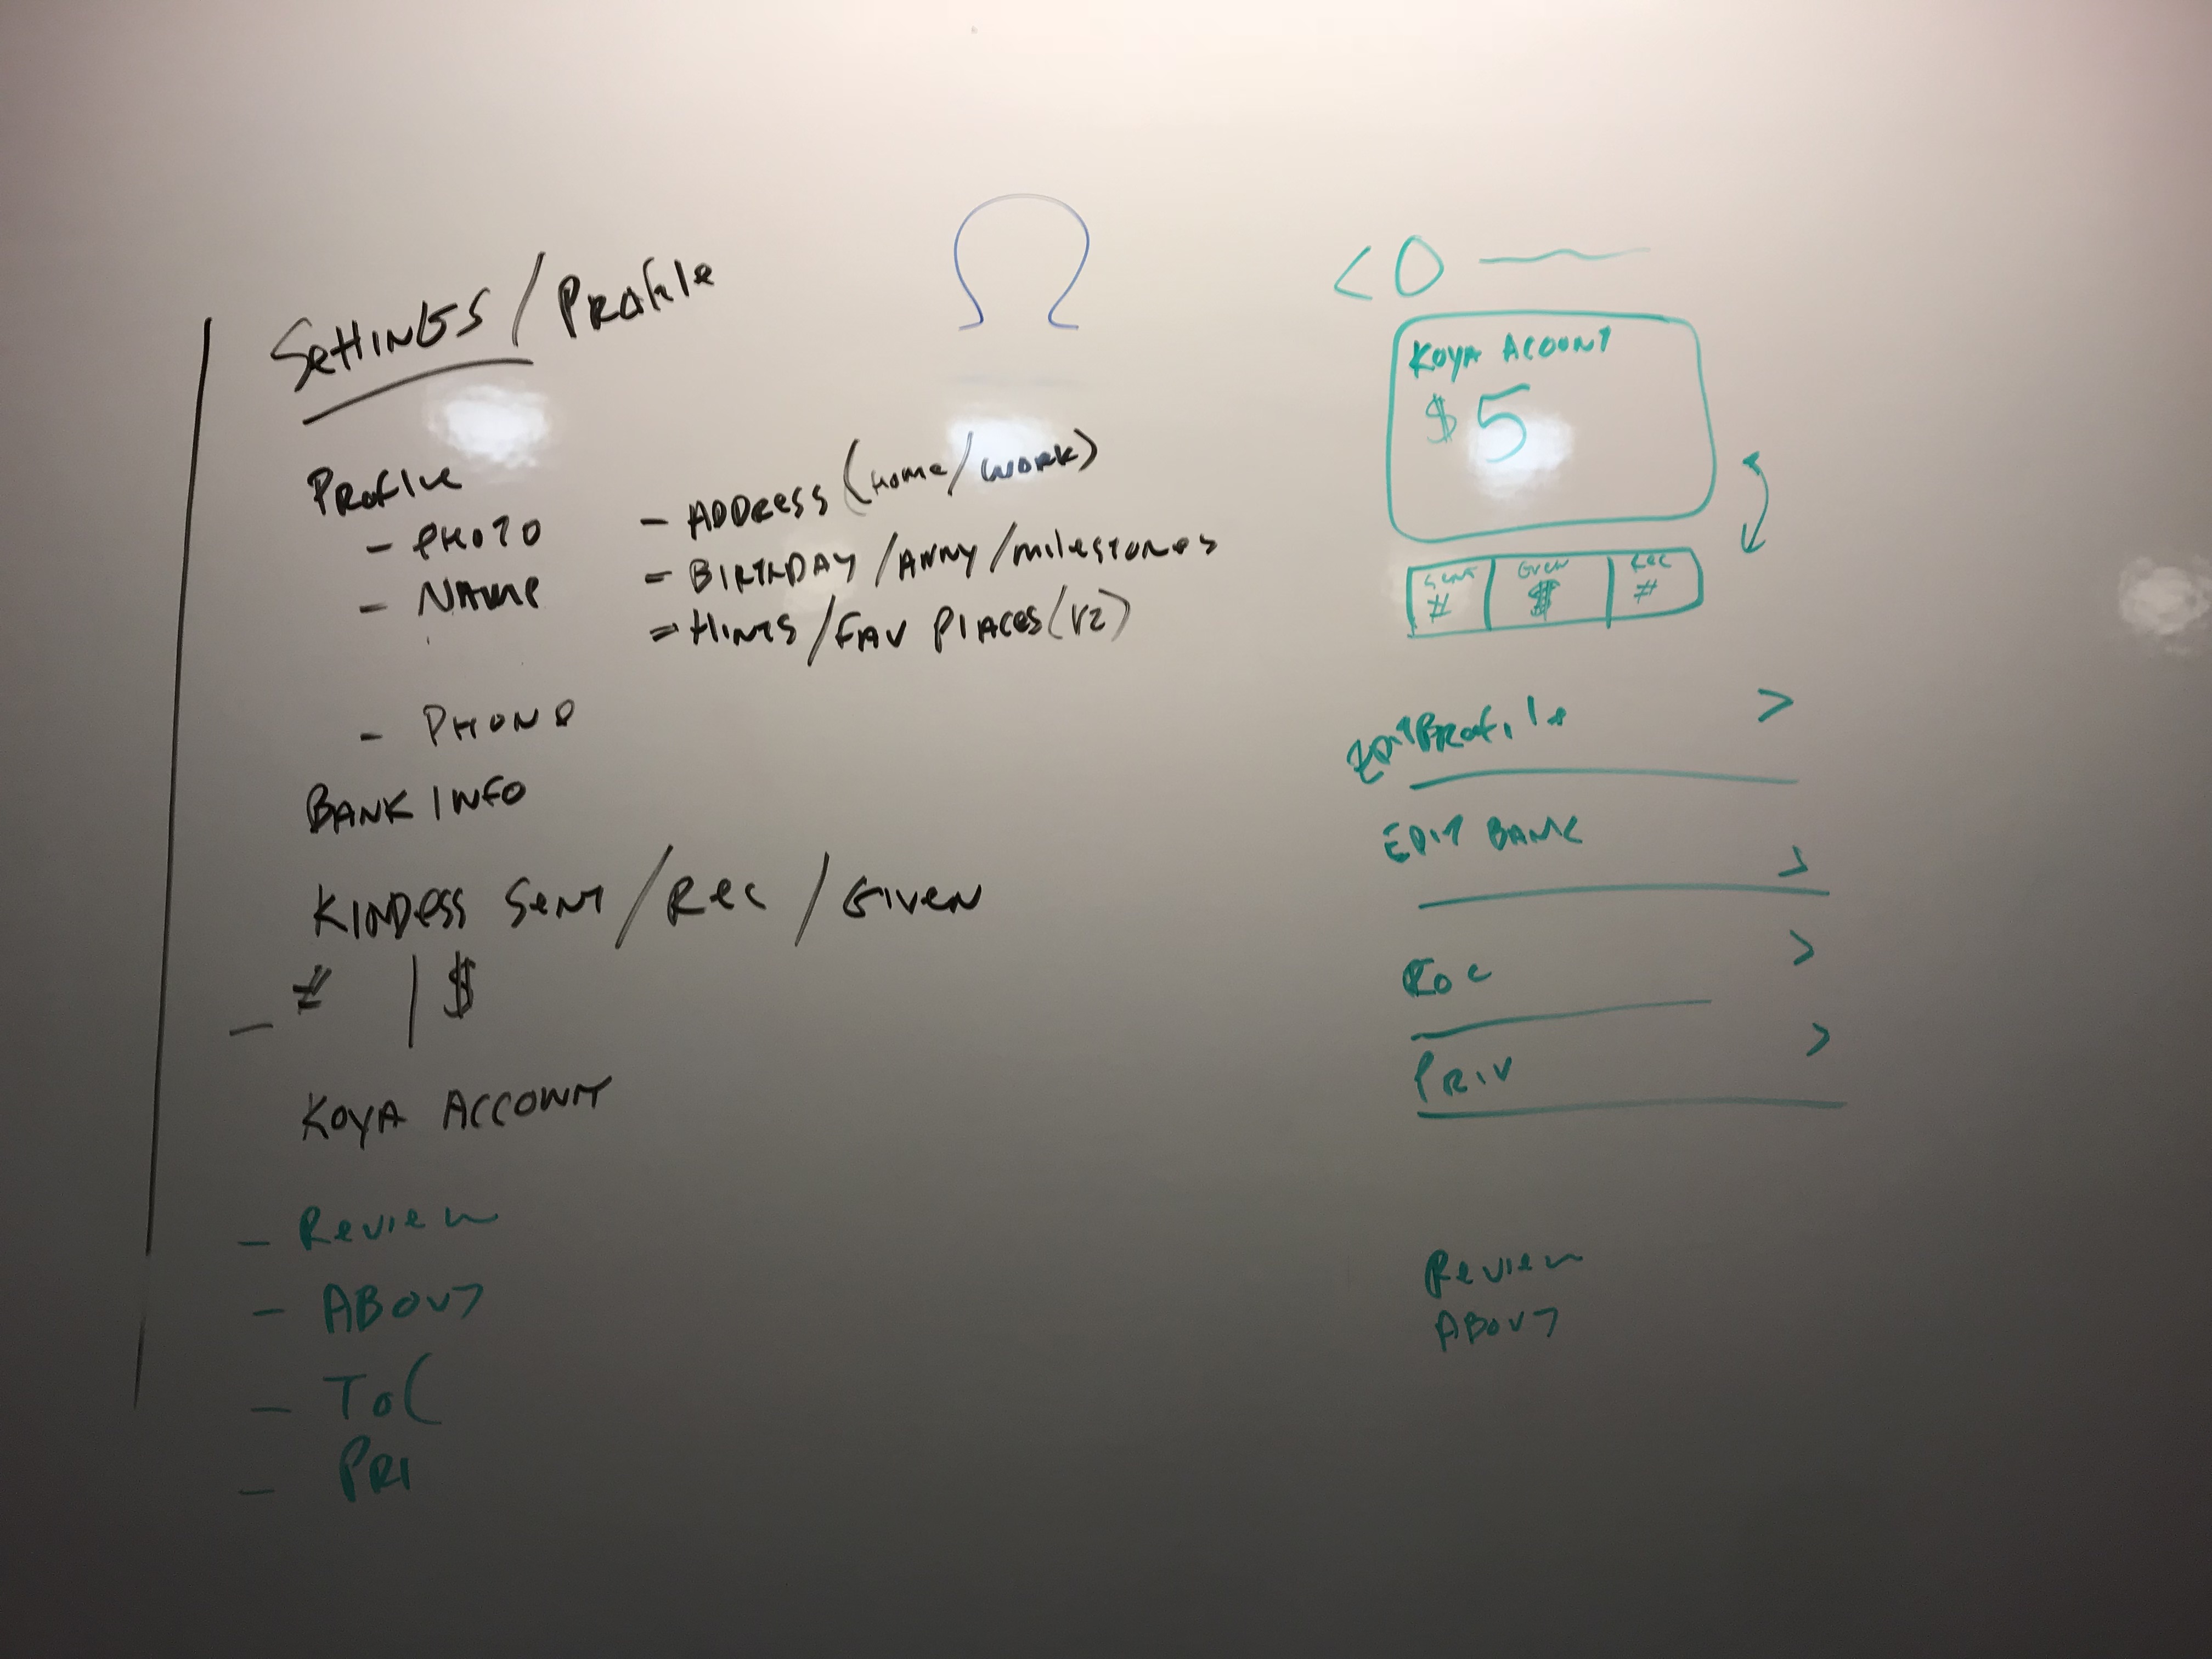 SettINGS / Profile
Profile
- PHOTO
- NAME
- ADDRess (Home/work)
- BIRTHDAY / ANNY / milestones
- HINTS / FAV Places (V2)
- PHONE
BANK INFO
KINDESS SENT / Rec / GIVEN
- # | $
KOYA ACCOUNT
- Review
- ABOUT
- ToC
- PRI
< O
KOYA ACOUNT
$ 5
SENT GIVEN REC
# $ #
EDIT Profile >
EDIT BANK >
ToC >
PRIV >
Review
ABOUT